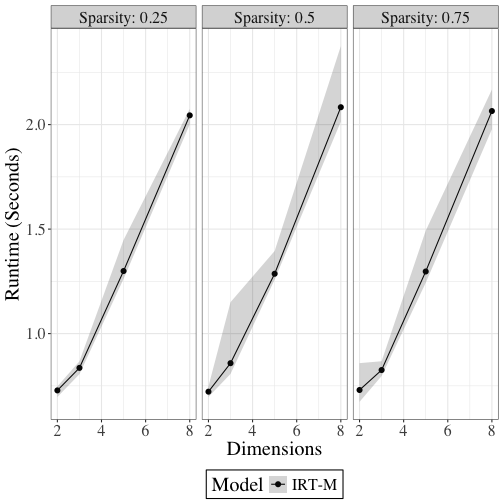 Sparsity: 0.25 Sparsity: 0.5 Sparsity: 0.75
2.0
1.5
1.0
Runtime (Seconds)
2 4 6 8 2 4 6 8 2 4 6 8
Dimensions
Model IRT-M